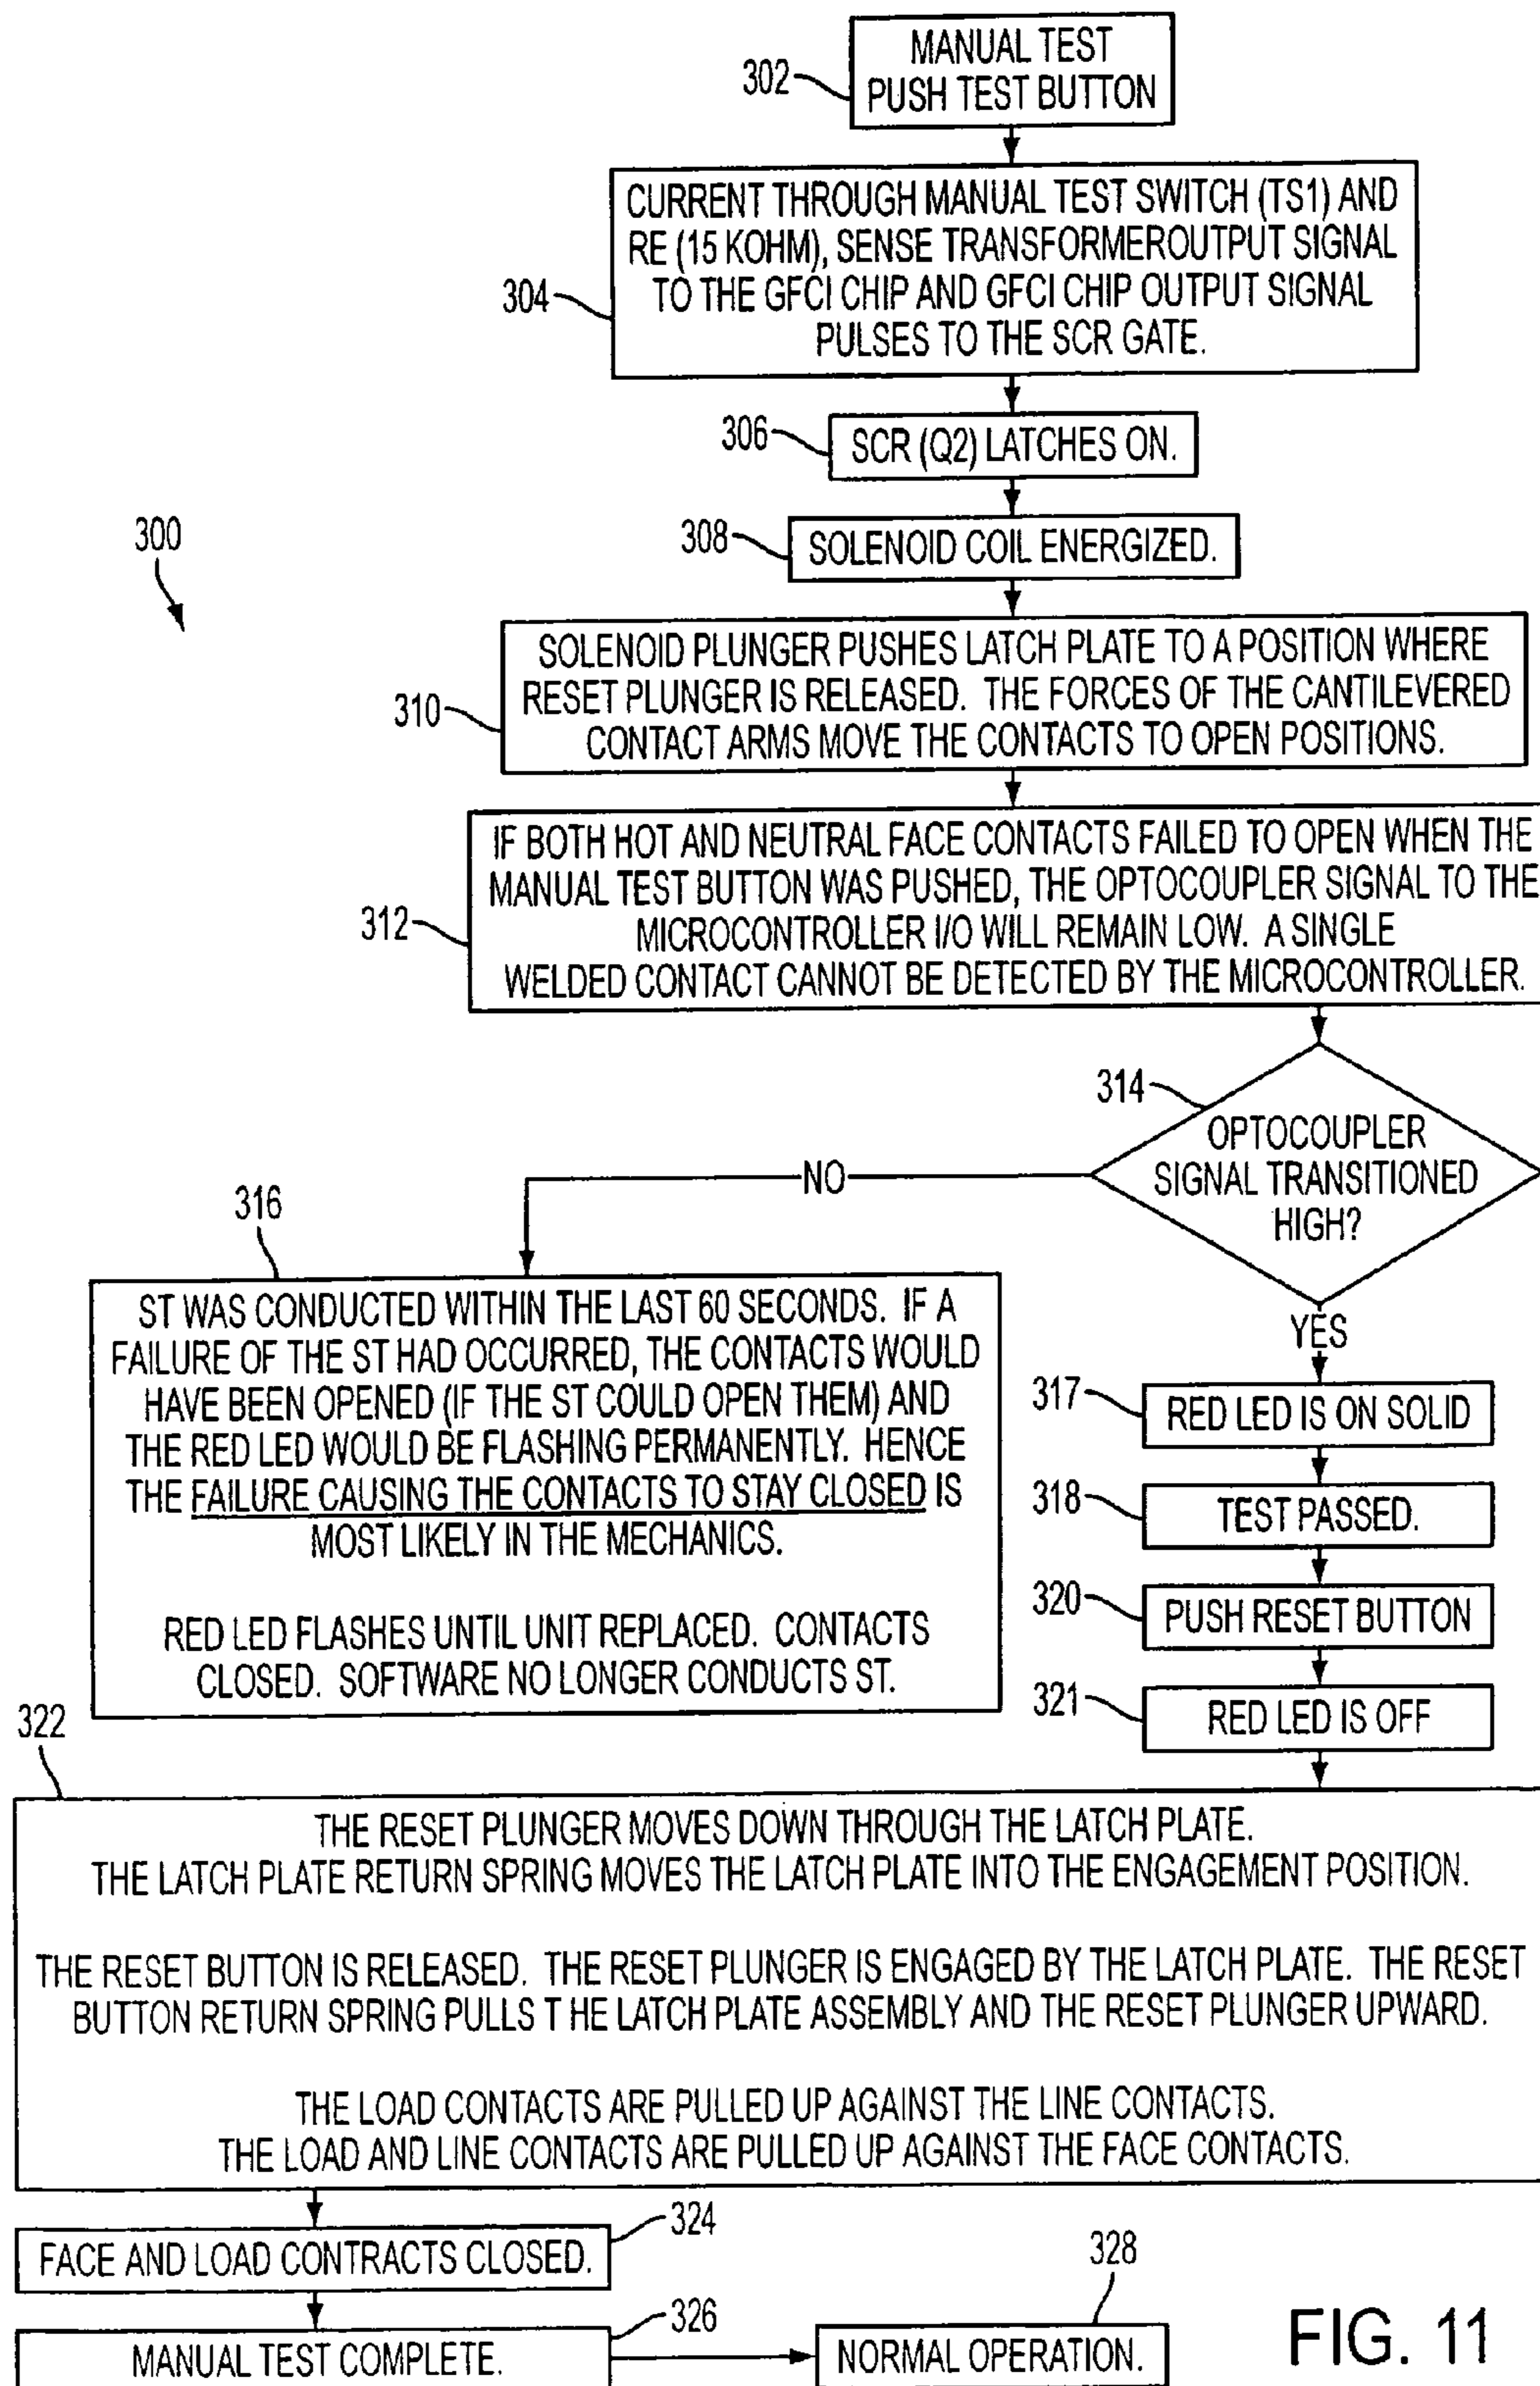 302
MANUAL TEST
PUSH TEST BUTTON
304
CURRENT THROUGH MANUAL TEST SWITCH (TS1) AND
RE (15 KOHM), SENSE TRANSFORMEROUTPUT SIGNAL
TO THE GFCI CHIP AND GFCI CHIP OUTPUT SIGNAL
PULSES TO THE SCR GATE.
306
SCR (Q2) LATCHES ON.
308
SOLENOID COIL ENERGIZED.
300
310
SOLENOID PLUNGER PUSHES LATCH PLATE TO A POSITION WHERE
RESET PLUNGER IS RELEASED. THE FORCES OF THE CANTILEVERED
CONTACT ARMS MOVE THE CONTACTS TO OPEN POSITIONS.
312
IF BOTH HOT AND NEUTRAL FACE CONTACTS FAILED TO OPEN WHEN THE
MANUAL TEST BUTTON WAS PUSHED, THE OPTOCOUPLER SIGNAL TO THE
MICROCONTROLLER I/O WILL REMAIN LOW. A SINGLE
WELDED CONTACT CANNOT BE DETECTED BY THE MICROCONTROLLER.
314
OPTOCOUPLER
SIGNAL TRANSITIONED
HIGH?
NO
316
ST WAS CONDUCTED WITHIN THE LAST 60 SECONDS. IF A
FAILURE OF THE ST HAD OCCURRED, THE CONTACTS WOULD
HAVE BEEN OPENED (IF THE ST COULD OPEN THEM) AND
THE RED LED WOULD BE FLASHING PERMANENTLY. HENCE
THE FAILURE CAUSING THE CONTACTS TO STAY CLOSED IS
MOST LIKELY IN THE MECHANICS.
RED LED FLASHES UNTIL UNIT REPLACED. CONTACTS
CLOSED. SOFTWARE NO LONGER CONDUCTS ST.
YES
317
RED LED IS ON SOLID
318
TEST PASSED.
320
PUSH RESET BUTTON
321
RED LED IS OFF
322
THE RESET PLUNGER MOVES DOWN THROUGH THE LATCH PLATE.
THE LATCH PLATE RETURN SPRING MOVES THE LATCH PLATE INTO THE ENGAGEMENT POSITION.
THE RESET BUTTON IS RELEASED. THE RESET PLUNGER IS ENGAGED BY THE LATCH PLATE. THE RESET
BUTTON RETURN SPRING PULLS T HE LATCH PLATE ASSEMBLY AND THE RESET PLUNGER UPWARD.
THE LOAD CONTACTS ARE PULLED UP AGAINST THE LINE CONTACTS.
THE LOAD AND LINE CONTACTS ARE PULLED UP AGAINST THE FACE CONTACTS.
324
FACE AND LOAD CONTRACTS CLOSED.
326
MANUAL TEST COMPLETE.
328
NORMAL OPERATION.
FIG. 11